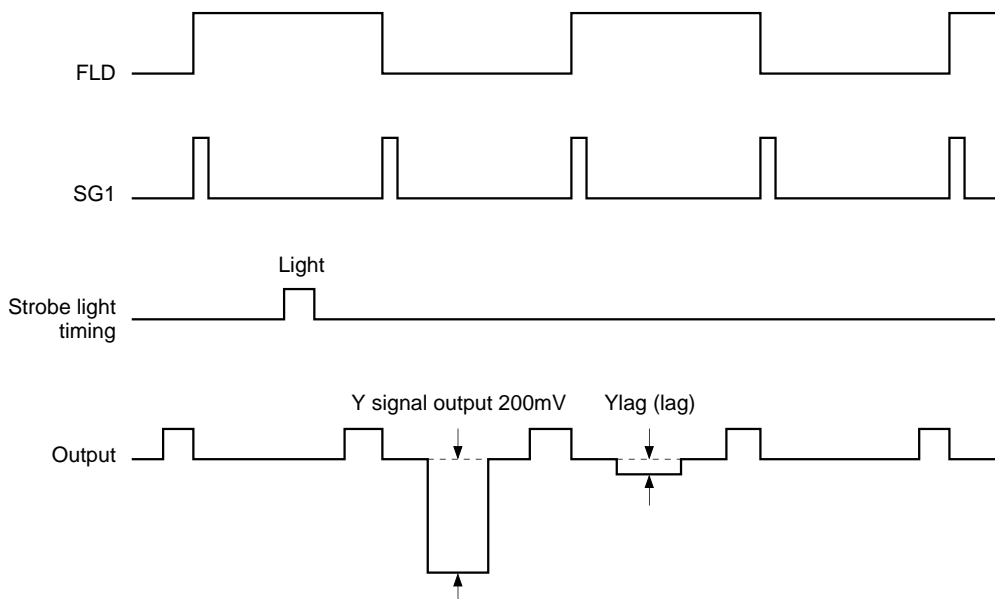 FLD
SG1
Light
Strobe light
timing
Y signal output 200mV
Ylag (lag)
Output